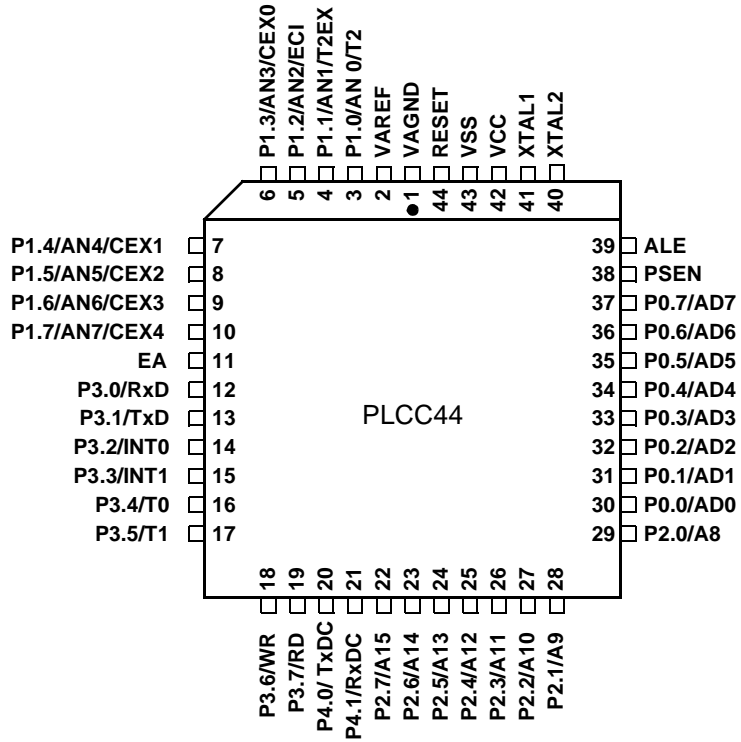 P1.3/AN3/CEX0
P1.2/AN2/ECI
P1.1/AN1/T2EX
P1.0/AN 0/T2
VAREF
VAGND
RESET
VSS
VCC
XTAL1
XTAL2
6
5
4
3
2
1
44
43
42
41
40
P1.4/AN4/CEX1 7
P1.5/AN5/CEX2 8
P1.6/AN6/CEX3 9
P1.7/AN7/CEX4 10
EA 11
P3.0/RxD 12
P3.1/TxD 13
P3.2/INT0 14
P3.3/INT1 15
P3.4/T0 16
P3.5/T1 17
PLCC44
39 ALE
38 PSEN
37 P0.7/AD7
36 P0.6/AD6
35 P0.5/AD5
34 P0.4/AD4
33 P0.3/AD3
32 P0.2/AD2
31 P0.1/AD1
30 P0.0/AD0
29 P2.0/A8
18
19
20
21
22
23
24
25
26
27
28
P3.6/WR
P3.7/RD
P4.0/ TxDC
P4.1/RxDC
P2.7/A15
P2.6/A14
P2.5/A13
P2.4/A12
P2.3/A11
P2.2/A10
P2.1/A9